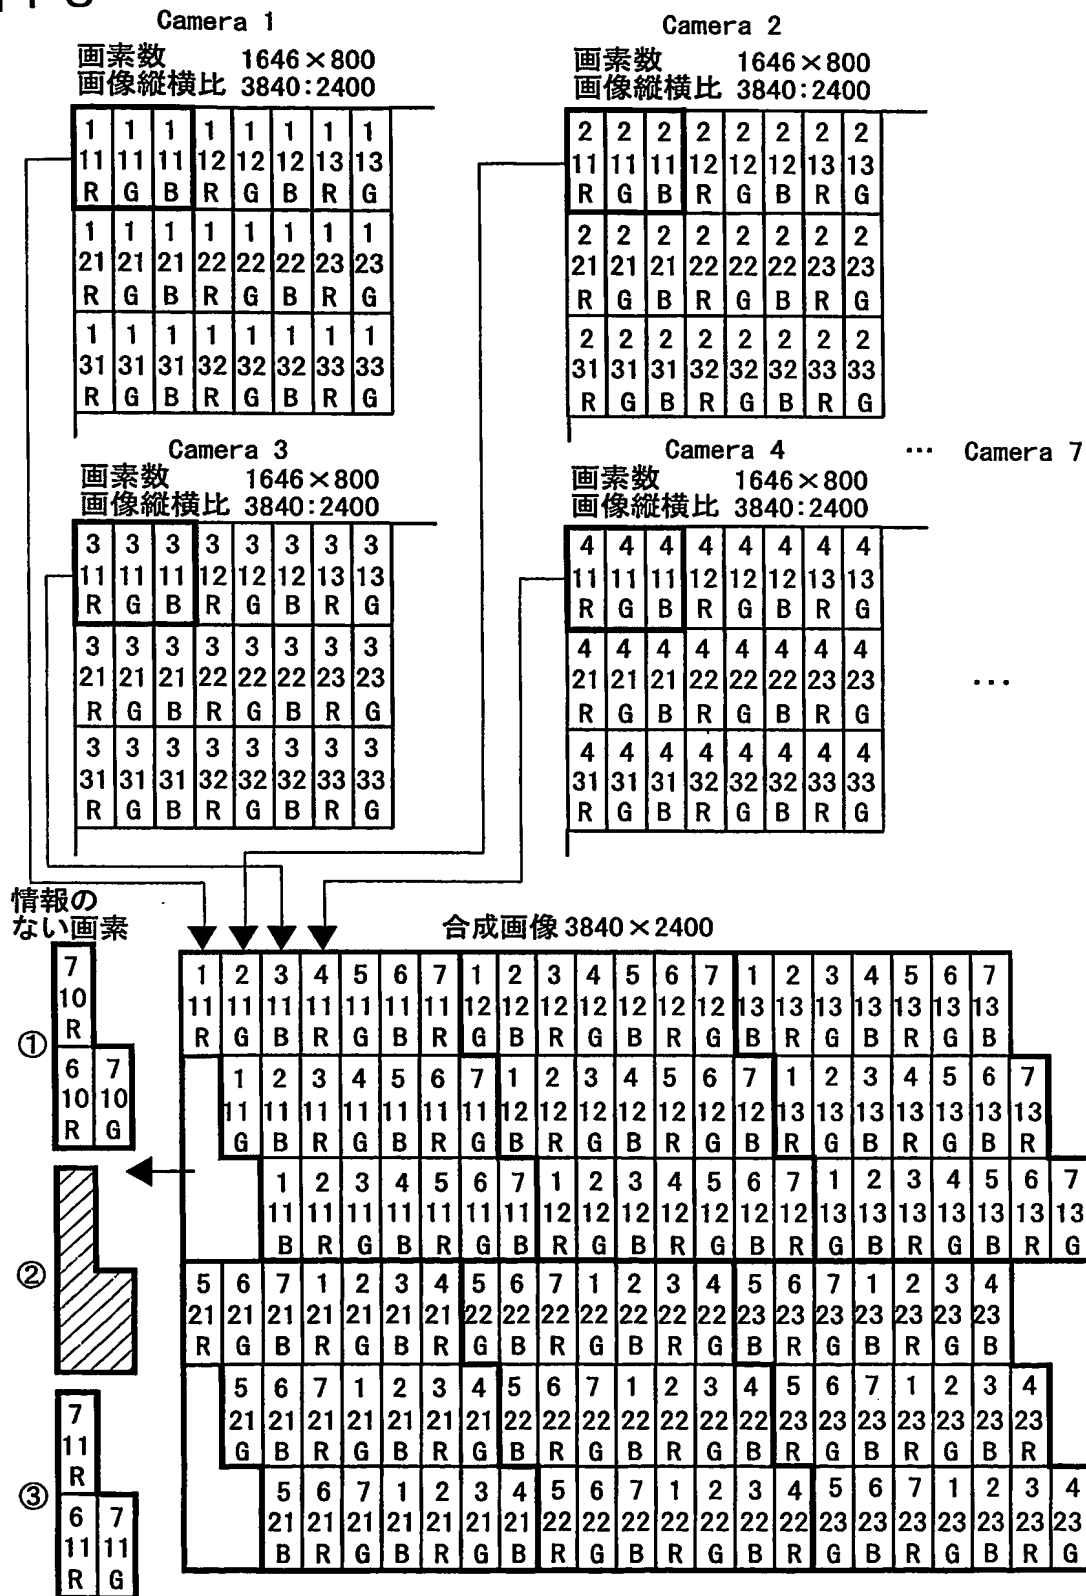 Camera 1
画素数 1646×800
画像縦横比 3840:2400
1 1 1 1 1 1 1 1
11 11 11 12 12 12 13 13
R G B R G B R G
1 1 1 1 1 1 1 1
21 21 21 22 22 22 23 23
R G B R G B R G
1 1 1 1 1 1 1 1
31 31 31 32 32 32 33 33
R G B R G B R G
Camera 2
画素数 1646×800
画像縦横比 3840:2400
2 2 2 2 2 2 2 2
11 11 11 12 12 12 13 13
R G B R G B R G
2 2 2 2 2 2 2 2
21 21 21 22 22 22 23 23
R G B R G B R G
2 2 2 2 2 2 2 2
31 31 31 32 32 32 33 33
R G B R G B R G
Camera 3
画素数 1646×800
画像縦横比 3840:2400
3 3 3 3 3 3 3 3
11 11 11 12 12 12 13 13
R G B R G B R G
3 3 3 3 3 3 3 3
21 21 21 22 22 22 23 23
R G B R G B R G
3 3 3 3 3 3 3 3
31 31 31 32 32 32 33 33
R G B R G B R G
Camera 4
画素数 1646×800
画像縦横比 3840:2400
4 4 4 4 4 4 4 4
11 11 11 12 12 12 13 13
R G B R G B R G
4 4 4 4 4 4 4 4
21 21 21 22 22 22 23 23
R G B R G B R G
4 4 4 4 4 4 4 4
31 31 31 32 32 32 33 33
R G B R G B R G
… Camera 7
…
情報の
ない画素
①
7
10
R
6 7
10 10
R G
②
③
7
11
R
6 7
11 11
R G
合成画像 3840×2400
1 2 3 4 5 6 7 1 2 3 4 5 6 7 1 2 3 4 5 6 7
11 11 11 11 11 11 11 12 12 12 12 12 12 12 13 13 13 13 13 13 13
R G B R G B R G B R G B R G B R G B R G B
1 2 3 4 5 6 7 1 2 3 4 5 6 7 1 2 3 4 5 6 7
11 11 11 11 11 11 11 12 12 12 12 12 12 12 13 13 13 13 13 13 13
G B R G B R G B R G B R G B R G B R G B R
1 2 3 4 5 6 7 1 2 3 4 5 6 7 1 2 3 4 5 6 7
11 11 11 11 11 11 11 12 12 12 12 12 12 12 13 13 13 13 13 13 13
B R G B R G B R G B R G B R G B R G B R G
5 6 7 1 2 3 4 5 6 7 1 2 3 4 5 6 7 1 2 3 4
21 21 21 21 21 21 21 22 22 22 22 22 22 22 23 23 23 23 23 23 23
R G B R G B R G B R G B R G B R G B R G B
5 6 7 1 2 3 4 5 6 7 1 2 3 4 5 6 7 1 2 3 4
21 21 21 21 21 21 21 22 22 22 22 22 22 22 23 23 23 23 23 23 23
G B R G B R G B R G B R G B R G B R G B R
5 6 7 1 2 3 4 5 6 7 1 2 3 4 5 6 7 1 2 3 4
21 21 21 21 21 21 21 22 22 22 22 22 22 22 23 23 23 23 23 23 23
B R G B R G B R G B R G B R G B R G B R G